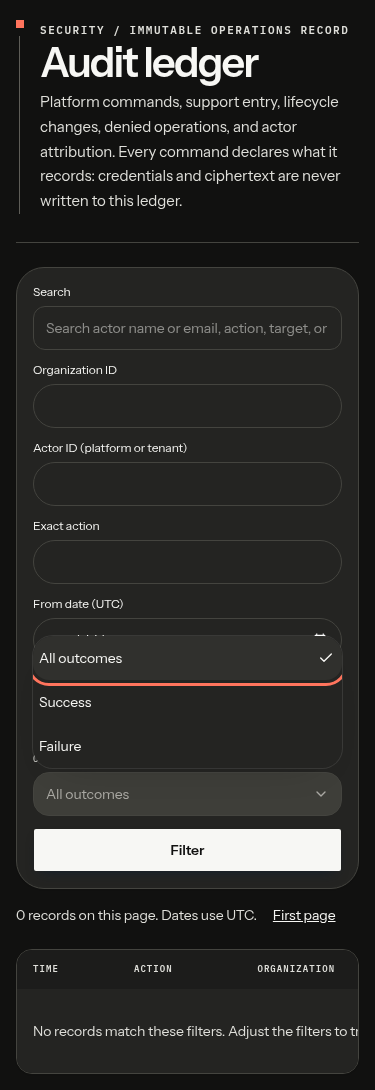 SECURITY / IMMUTABLE OPERATIONS RECORD
Audit ledger
Platform commands, support entry, lifecycle
changes, denied operations, and actor
attribution. Every command declares what it
records: credentials and ciphertext are never
written to this ledger.
Search
Search actor name or email, action, target, or
Organization ID
Actor ID (platform or tenant)
Exact action
From date (UTC)
All outcomes
Success
Failure
All outcomes
Filter
0 records on this page. Dates use UTC. First page
TIME ACTION ORGANIZATION
No records match these filters. Adjust the filters to